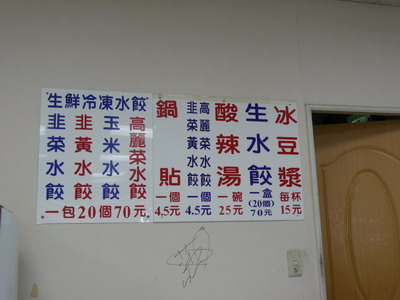 生鮮冷凍水餃
韭菜水餃
韭黃水餃
玉米水餃
高麗菜水餃
一包20個70元
鍋貼
一個
4,5元
高麗菜水餃
韭菜黃水餃
一個
4.5元
酸辣湯
一碗
25元
生水餃
一盒
(20個)
70元
冰豆漿
每杯
15元